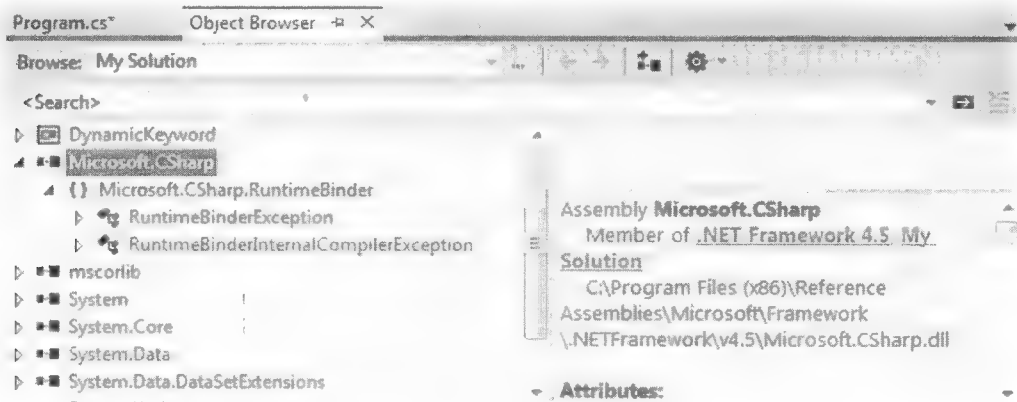 Program.cs*
Object Browser
Browse: My Solution
<Search>
DynamicKeyword
Microsoft.CSharp
{ } Microsoft.CSharp.RuntimeBinder
RuntimeBinderException
RuntimeBinderInternalCompilerException
mscorlib
System
System.Core
System.Data
System.Data.DataSetExtensions
Assembly Microsoft.CSharp
Member of .NET Framework 4.5, My
Solution
C:\Program Files (x86)\Reference
Assemblies\Microsoft\Framework
\.NETFramework\v4.5\Microsoft.CSharp.dll
Attributes: